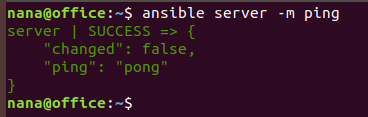 nana@office:~$ ansible server -m ping
server | SUCCESS => {
    "changed": false,
    "ping": "pong"
}
nana@office:~$